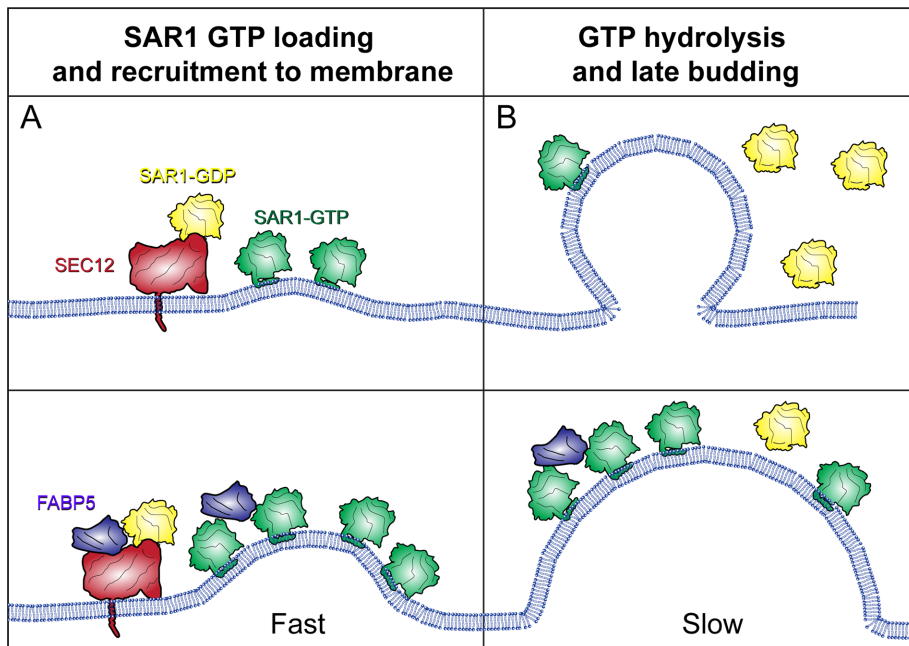 SAR1 GTP loading
and recruitment to membrane
GTP hydrolysis
and late budding
A
SAR1-GDP
SAR1-GTP
SEC12
B
FABP5
Fast
Slow